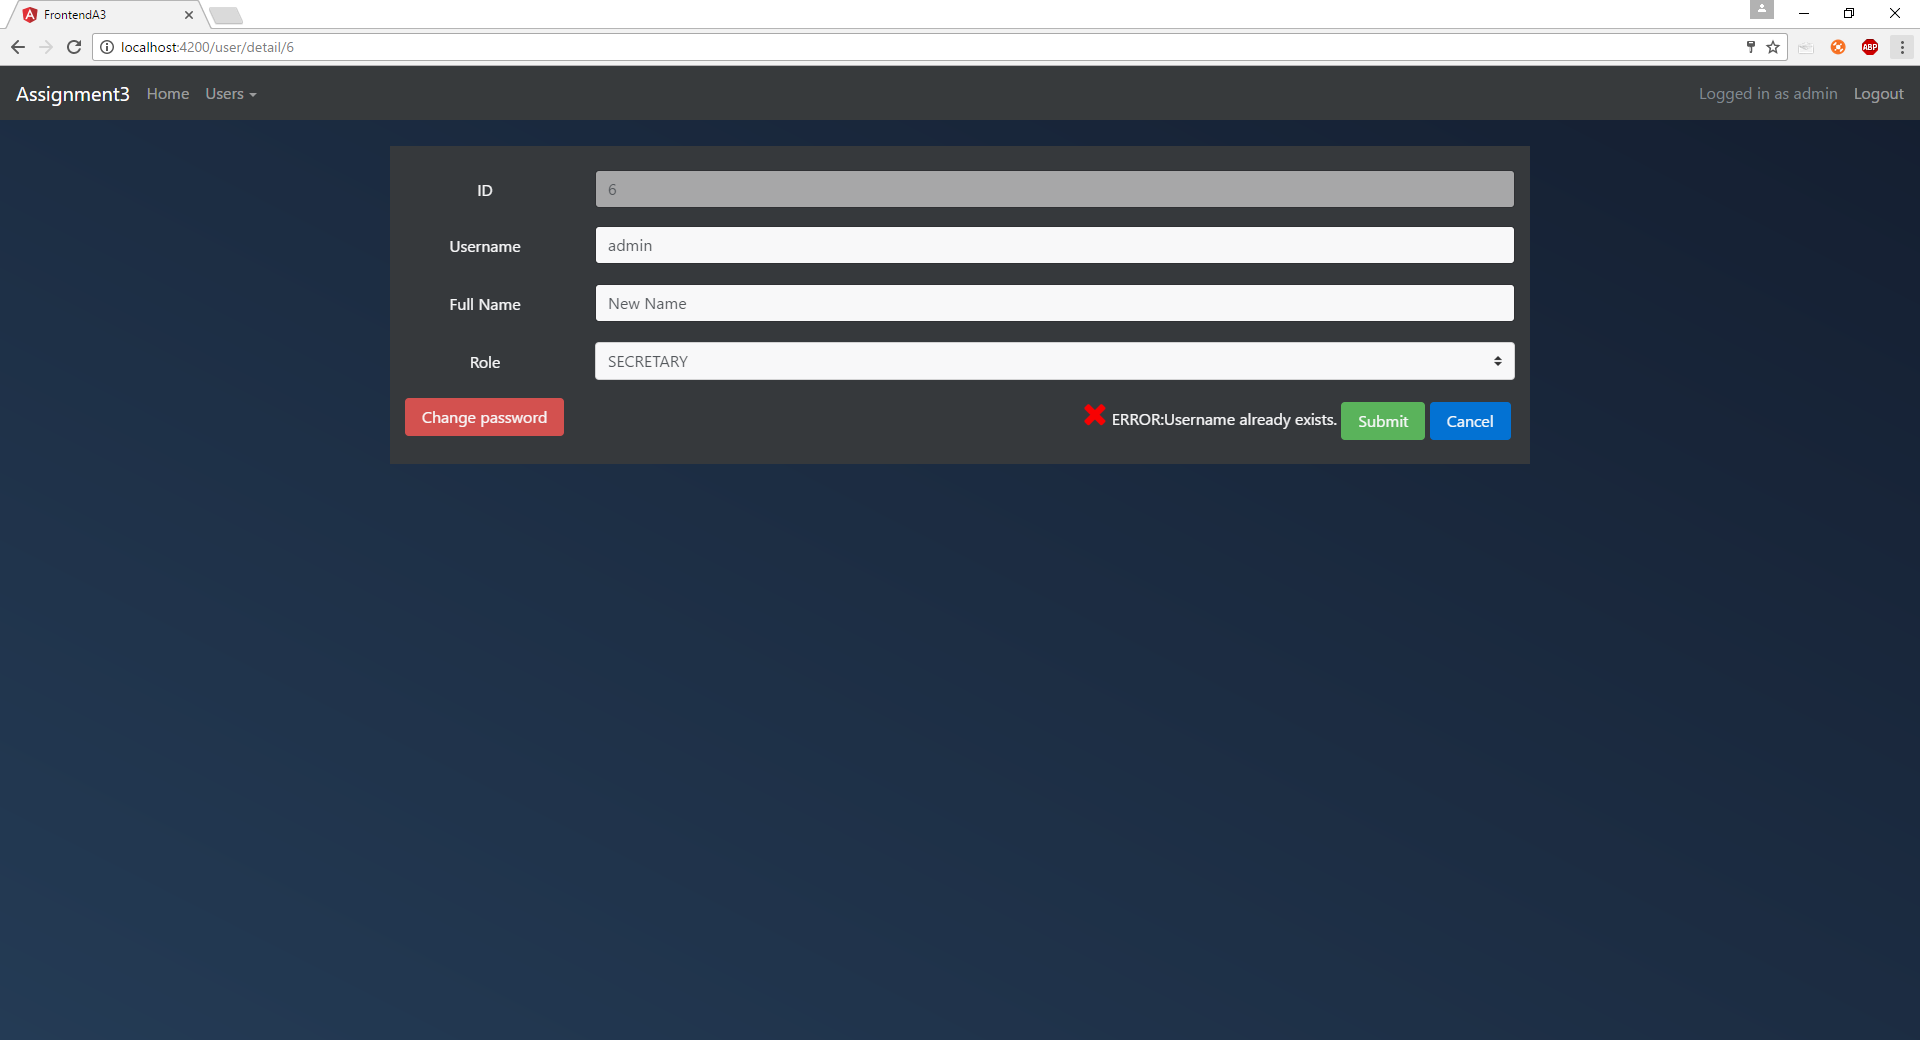 FrontendA3
localhost:4200/user/detail/6
ABP
Assignment3 Home Users Logged in as admin Logout
ID 6
Username admin
Full Name New Name
Role SECRETARY
Change password ERROR:Username already exists. Submit Cancel